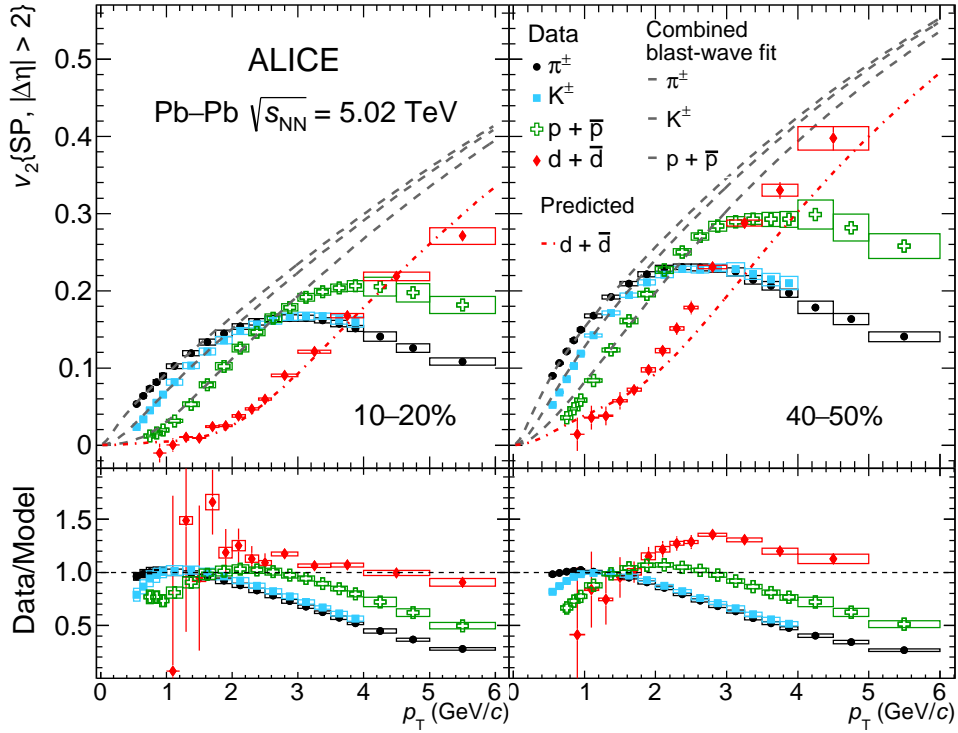 v₂{SP, |Δη| > 2}
0.5
0.4
0.3
0.2
0.1
0
ALICE
Pb–Pb √sNN = 5.02 TeV
10–20%
Data
π±
K±
p + p̅
d + d̅
Predicted
d + d̅
Combined
blast-wave fit
π±
K±
p + p̅
40–50%
Data/Model
1.5
1.0
0.5
0 1 2 3 4 5 6
pT (GeV/c)
1 2 3 4 5 6
pT (GeV/c)